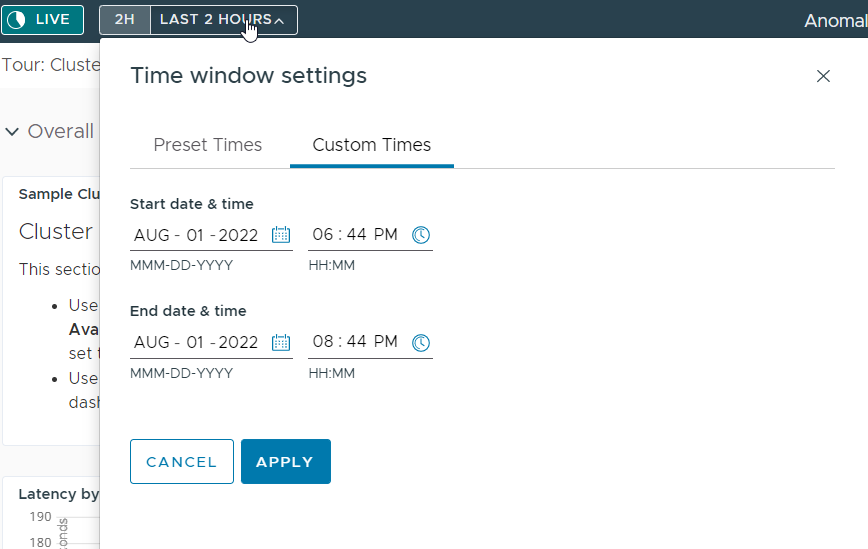 LIVE
2H LAST 2 HOURS
Anomal
Tour: Cluste
Time window settings
Overall
Preset Times Custom Times
Sample Clu
Start date & time
Cluster
AUG - 01 - 2022 06 : 44 PM
This sectio
MMM-DD-YYYY HH:MM
Use
End date & time
Ava
AUG - 01 - 2022 08 : 44 PM
set t
MMM-DD-YYYY HH:MM
Use
dash
CANCEL APPLY
Latency by
190
180
onds